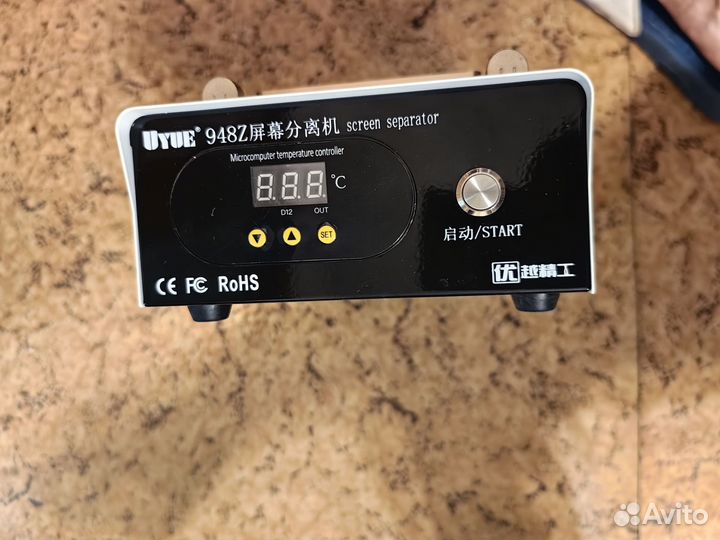 UYUE® 948Z屏幕分离机 screen separator
Microcomputer temperature controller
8.8.8. °C
D12 OUT
SET
启动/START
CE FC RoHS
优越精工
Avito